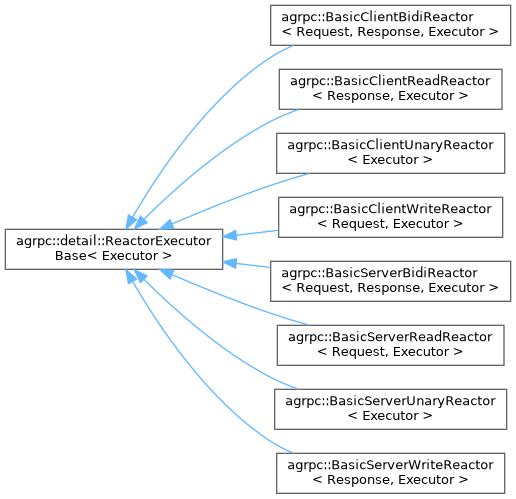 agrpc::BasicClientBidiReactor
< Request, Response, Executor >
agrpc::BasicClientReadReactor
< Response, Executor >
agrpc::BasicClientUnaryReactor
< Executor >
agrpc::BasicClientWriteReactor
< Request, Executor >
agrpc::detail::ReactorExecutor
Base< Executor >
agrpc::BasicServerBidiReactor
< Request, Response, Executor >
agrpc::BasicServerReadReactor
< Request, Executor >
agrpc::BasicServerUnaryReactor
< Executor >
agrpc::BasicServerWriteReactor
< Response, Executor >